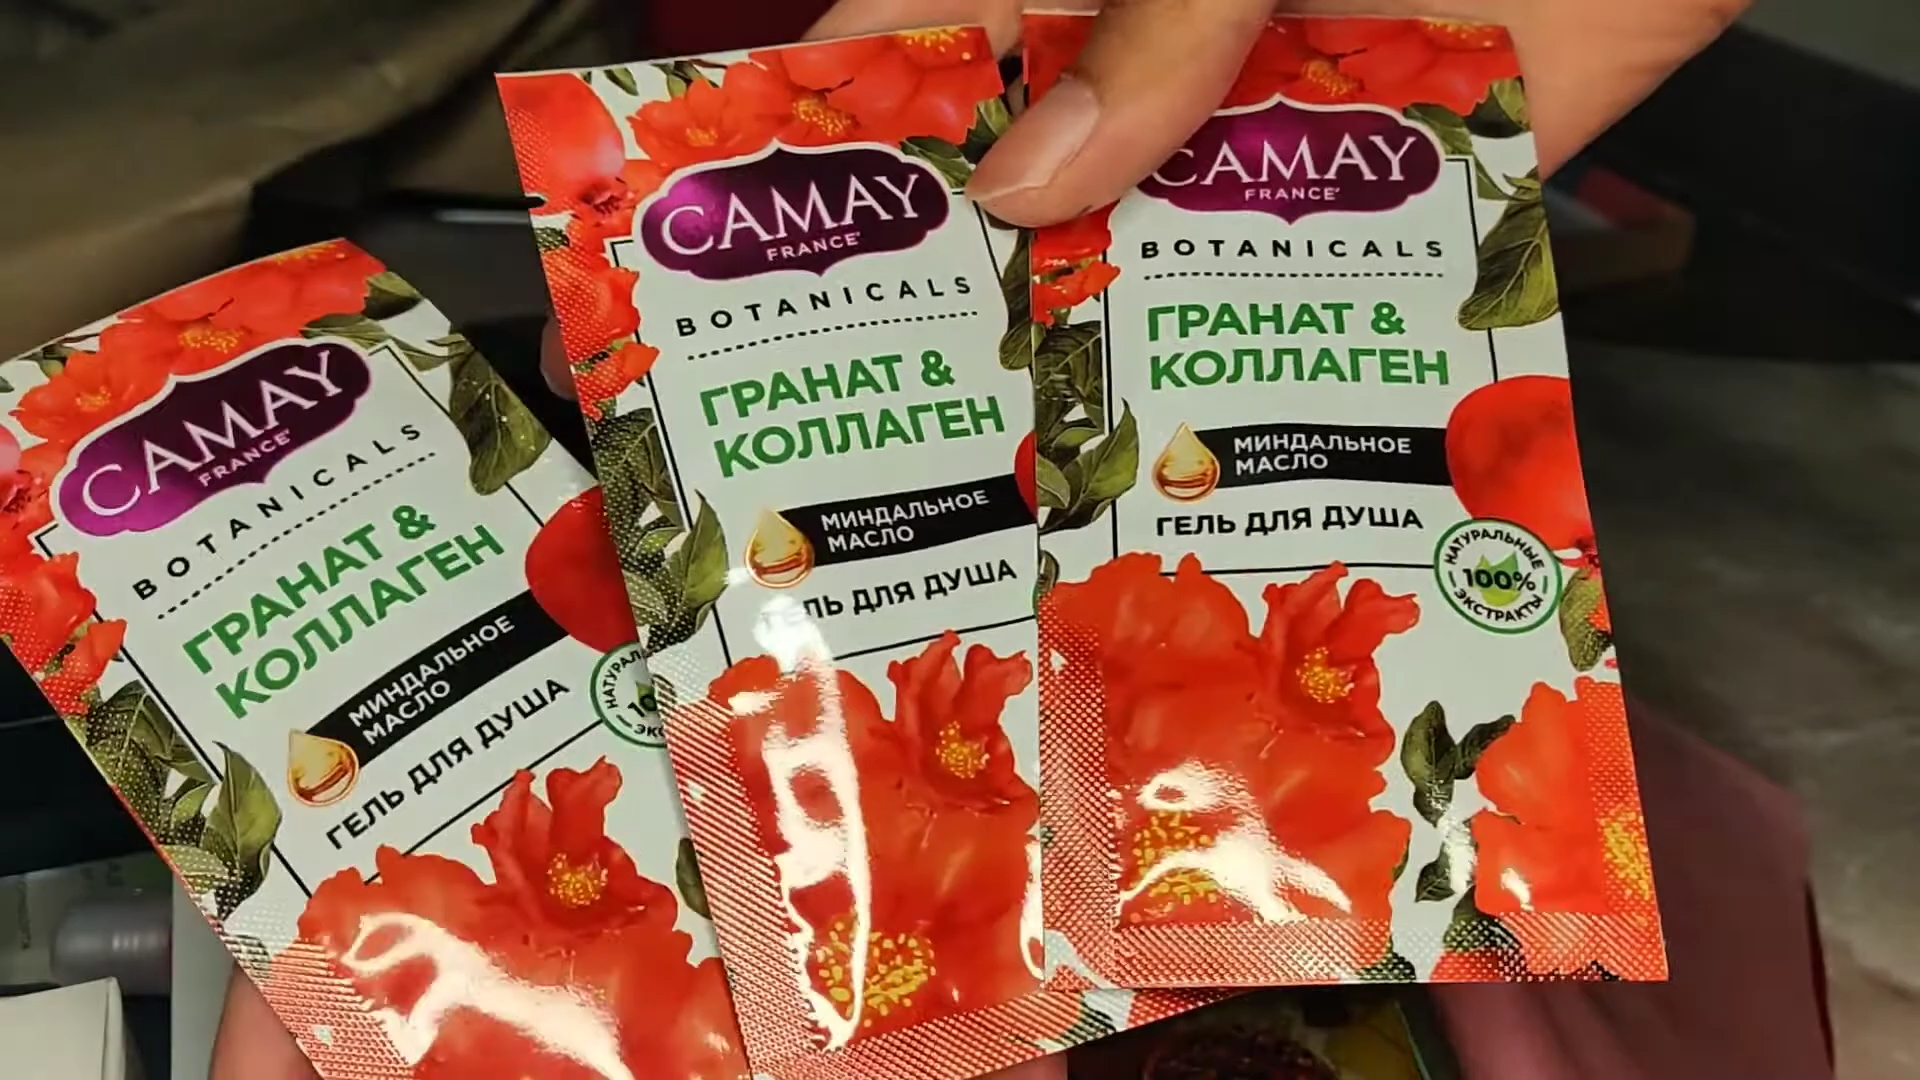 CAMAY
FRANCE
BOTANICALS
ГРАНАТ &
КОЛЛАГЕН
МИНДАЛЬНОЕ
МАСЛО
ГЕЛЬ ДЛЯ ДУША
CAMAY
FRANCE
BOTANICALS
ГРАНАТ &
КОЛЛАГЕН
МИНДАЛЬНОЕ
МАСЛО
ГЕЛЬ ДЛЯ ДУША
CAMAY
FRANCE
BOTANICALS
ГРАНАТ &
КОЛЛАГЕН
МИНДАЛЬНОЕ
МАСЛО
ГЕЛЬ ДЛЯ ДУША
НАТУРАЛЬНЫЕ
100%
ЭКСТРАКТЫ